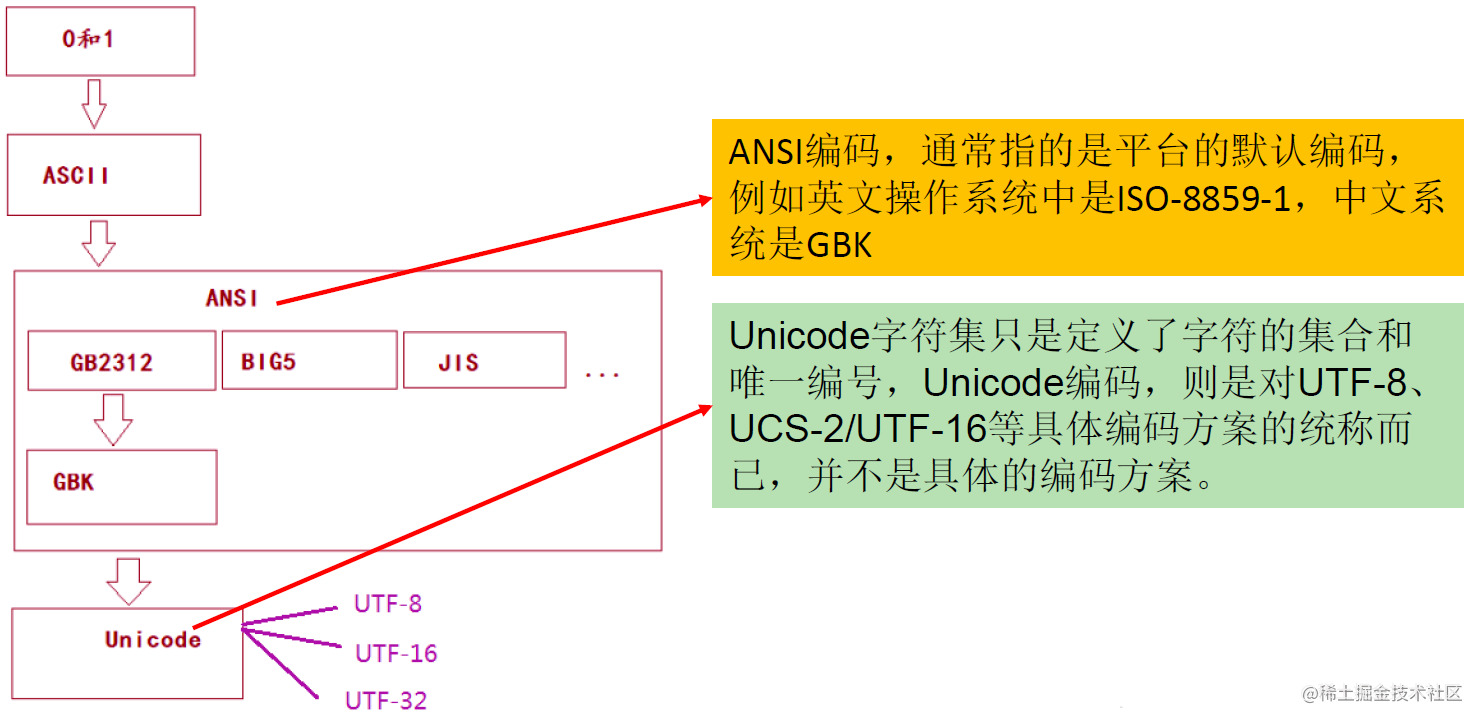 0和1
ASCII
ANSI
GB2312
BIG5
JIS
...
GBK
Unicode
UTF-8
UTF-16
UTF-32
ANSI编码，通常指的是平台的默认编码，
例如英文操作系统中是ISO-8859-1，中文系
统是GBK
Unicode字符集只是定义了字符的集合和
唯一编号，Unicode编码，则是对UTF-8、
UCS-2/UTF-16等具体编码方案的统称而
已，并不是具体的编码方案。
@稀土掘金技术社区